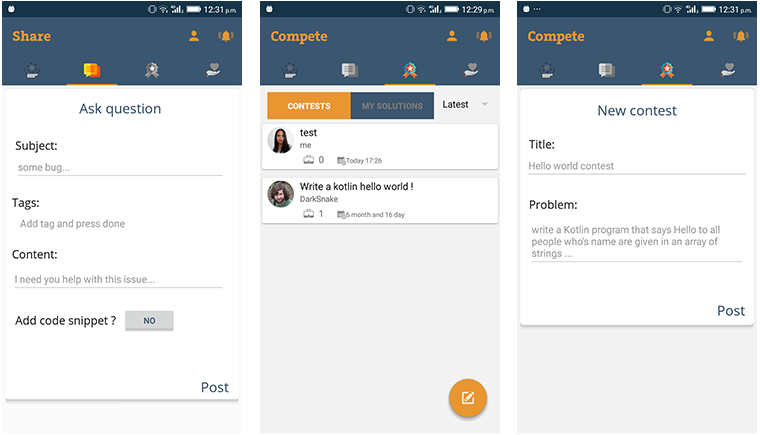 12:31 p.m.
Share
Ask question
Subject:
some bug...
Tags:
Add tag and press done
Content:
I need you help with this issue...
Add code snippet ?
NO
Post
12:29 p.m.
Compete
CONTESTS
MY SOLUTIONS
Latest
test
me
0
Today 17:26
Write a kotlin hello world !
DarkSnake
1
6 month and 16 day
12:31 p.m.
Compete
New contest
Title:
Hello world contest
Problem:
write a Kotlin program that says Hello to all
people who's name are given in an array of
strings ...
Post